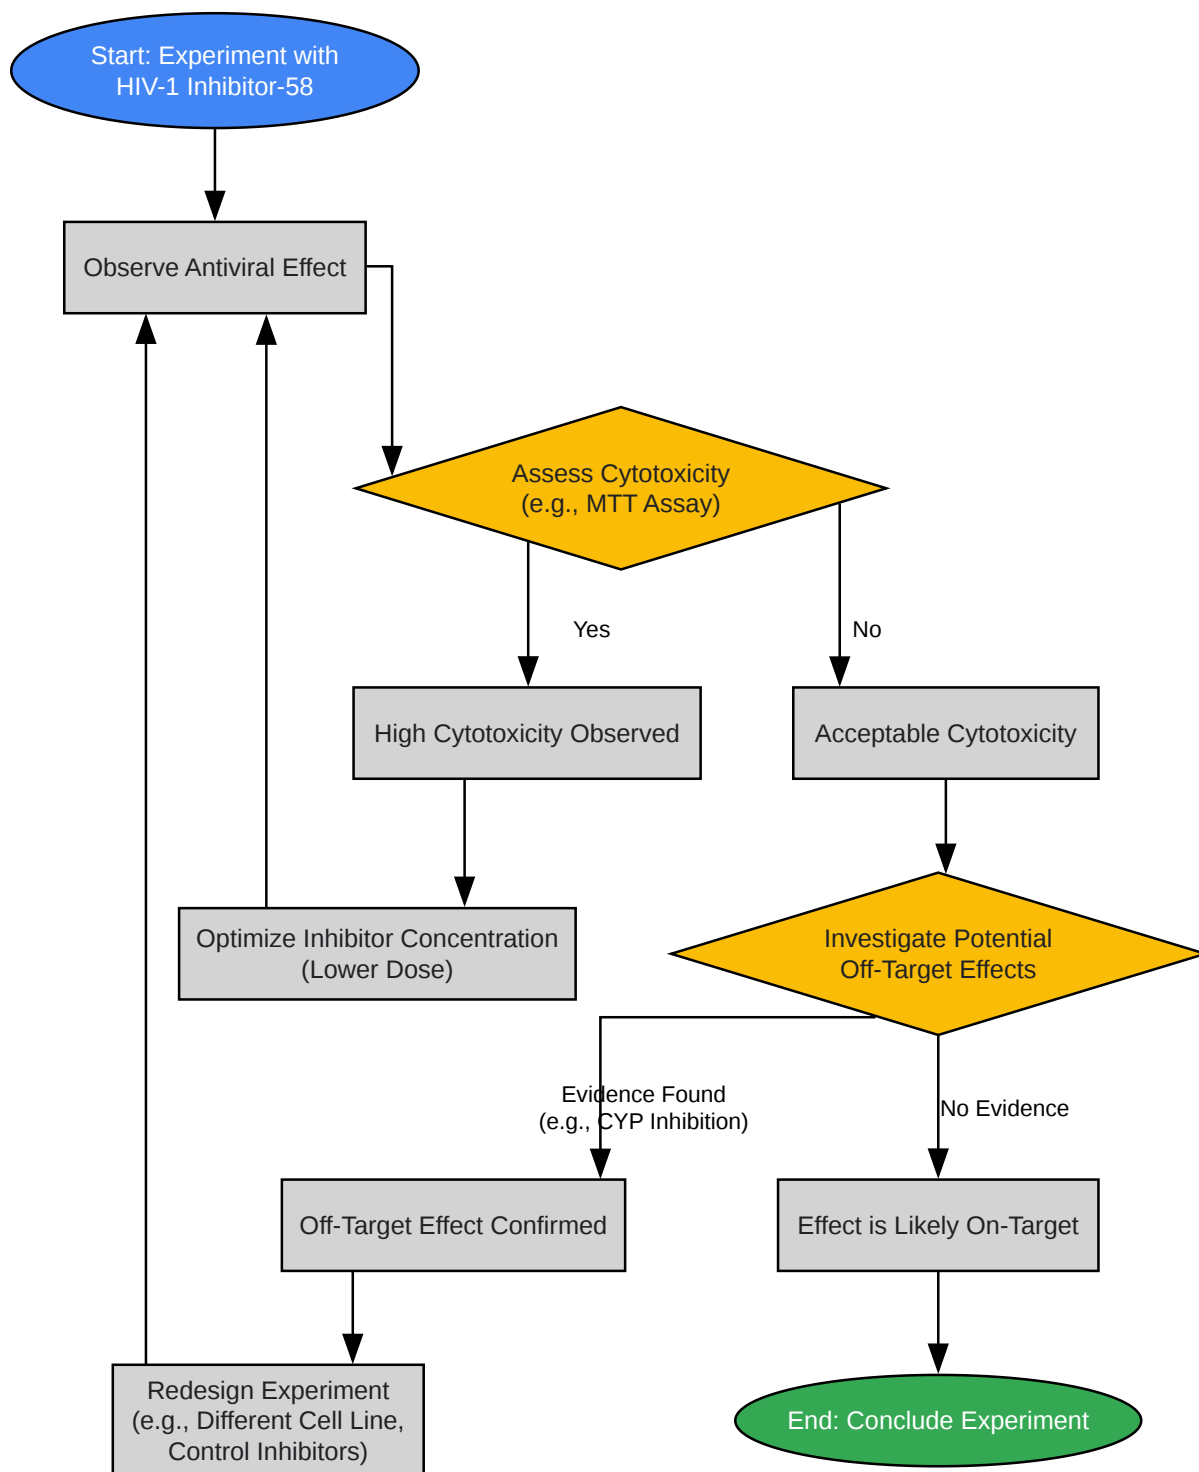 Start: Experiment with
HIV-1 Inhibitor-58
Observe Antiviral Effect
Assess Cytotoxicity
(e.g., MTT Assay)
Yes
No
High Cytotoxicity Observed
Acceptable Cytotoxicity
Optimize Inhibitor Concentration
(Lower Dose)
Investigate Potential
Off-Target Effects
Evidence Found
(e.g., CYP Inhibition)
No Evidence
Off-Target Effect Confirmed
Effect is Likely On-Target
Redesign Experiment
(e.g., Different Cell Line,
Control Inhibitors)
End: Conclude Experiment